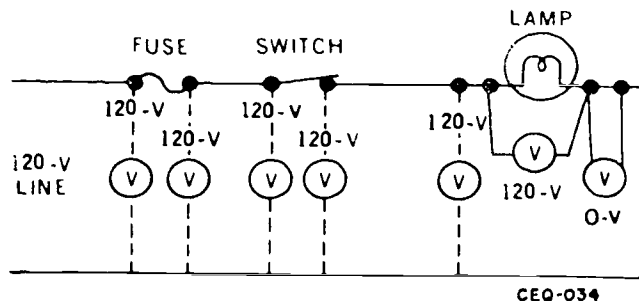 LAMP
FUSE SWITCH
120-V 120-V 120-V
120-V 120-V
120-V
LINE
V V V V V V V
120-V
0-V
CEQ-034